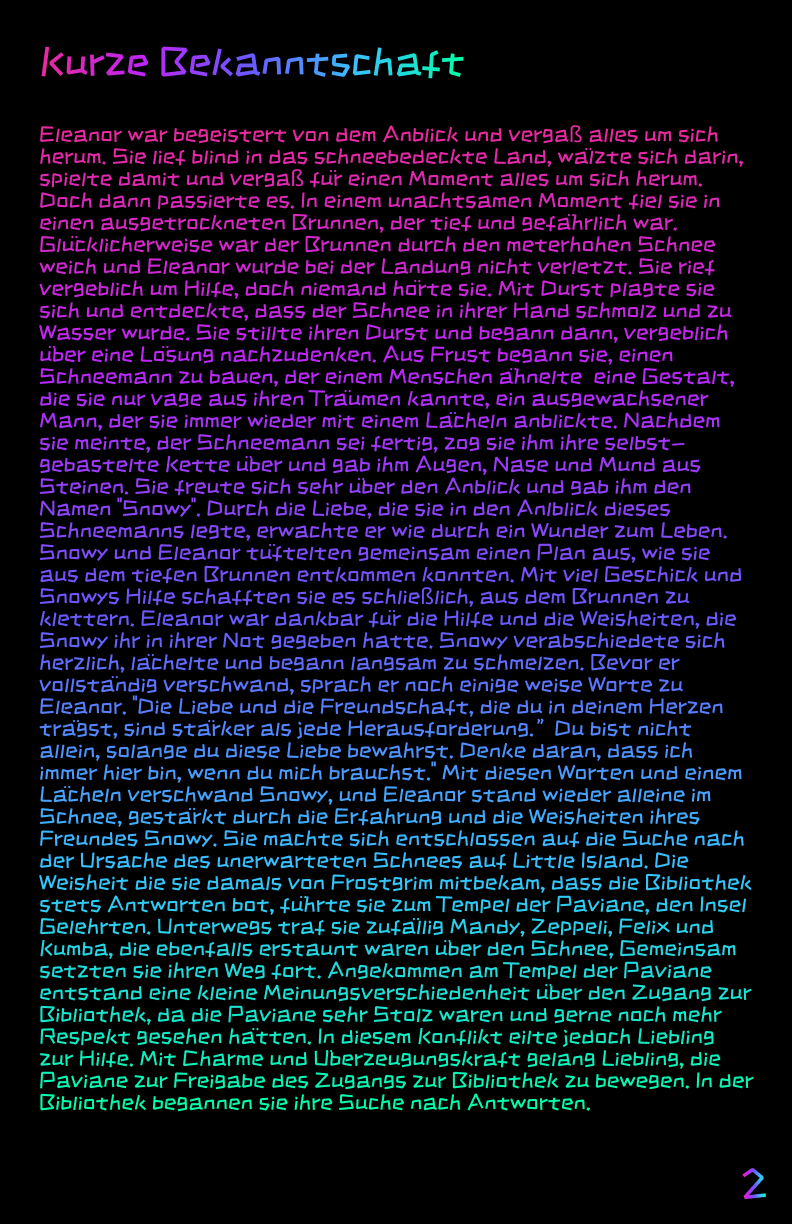 Kurze Bekanntschaft
Eleanor war begeistert von dem Anblick und vergaß alles um sich
herum. Sie lief blind in das schneebedeckte Land, wälzte sich darin,
spielte damit und vergaß für einen Moment alles um sich herum.
Doch dann passierte es. In einem unachtsamen Moment fiel sie in
einen ausgetrockneten Brunnen, der tief und gefährlich war.
Glücklicherweise war der Brunnen durch den meterhohen Schnee
weich und Eleanor wurde bei der Landung nicht verletzt. Sie rief
vergeblich um Hilfe, doch niemand hörte sie. Mit Durst plagte sie
sich und entdeckte, dass der Schnee in ihrer Hand schmolz und zu
Wasser wurde. Sie stillte ihren Durst und begann dann, vergeblich
über eine Lösung nachzudenken. Aus Frust begann sie, einen
Schneemann zu bauen, der einem Menschen ähnelte  eine Gestalt,
die sie nur vage aus ihren Träumen kannte, ein ausgewachsener
Mann, der sie immer wieder mit einem Lächeln anblickte. Nachdem
sie meinte, der Schneemann sei fertig, zog sie ihm ihre selbst-
gebastelte Kette über und gab ihm Augen, Nase und Mund aus
Steinen. Sie freute sich sehr über den Anblick und gab ihm den
Namen "Snowy". Durch die Liebe, die sie in den Anlblick dieses
Schneemanns legte, erwachte er wie durch ein Wunder zum Leben.
Snowy und Eleanor tüftelten gemeinsam einen Plan aus, wie sie
aus dem tiefen Brunnen entkommen konnten. Mit viel Geschick und
Snowys Hilfe schafften sie es schließlich, aus dem Brunnen zu
klettern. Eleanor war dankbar für die Hilfe und die Weisheiten, die
Snowy ihr in ihrer Not gegeben hatte. Snowy verabschiedete sich
herzlich, lächelte und begann langsam zu schmelzen. Bevor er
vollständig verschwand, sprach er noch einige weise Worte zu
Eleanor. "Die Liebe und die Freundschaft, die du in deinem Herzen
trägst, sind stärker als jede Herausforderung.”  Du bist nicht
allein, solange du diese Liebe bewahrst. Denke daran, dass ich
immer hier bin, wenn du mich brauchst." Mit diesen Worten und einem
Lächeln verschwand Snowy, und Eleanor stand wieder alleine im
Schnee, gestärkt durch die Erfahrung und die Weisheiten ihres
Freundes Snowy. Sie machte sich entschlossen auf die Suche nach
der Ursache des unerwarteten Schnees auf Little Island. Die
Weisheit die sie damals von Frostgrim mitbekam, dass die Bibliothek
stets Antworten bot, führte sie zum Tempel der Paviane, den Insel
Gelehrten. Unterwegs traf sie zufällig Mandy, Zeppeli, Felix und
Kumba, die ebenfalls erstaunt waren über den Schnee, Gemeinsam
setzten sie ihren Weg fort. Angekommen am Tempel der Paviane
entstand eine kleine Meinungsverschiedenheit über den Zugang zur
Bibliothek, da die Paviane sehr Stolz waren und gerne noch mehr
Respekt gesehen hätten. In diesem Konflikt eilte jedoch Liebling
zur Hilfe. Mit Charme und Überzeugungskraft gelang Liebling, die
Paviane zur Freigabe des Zugangs zur Bibliothek zu bewegen. In der
Bibliothek begannen sie ihre Suche nach Antworten.
2